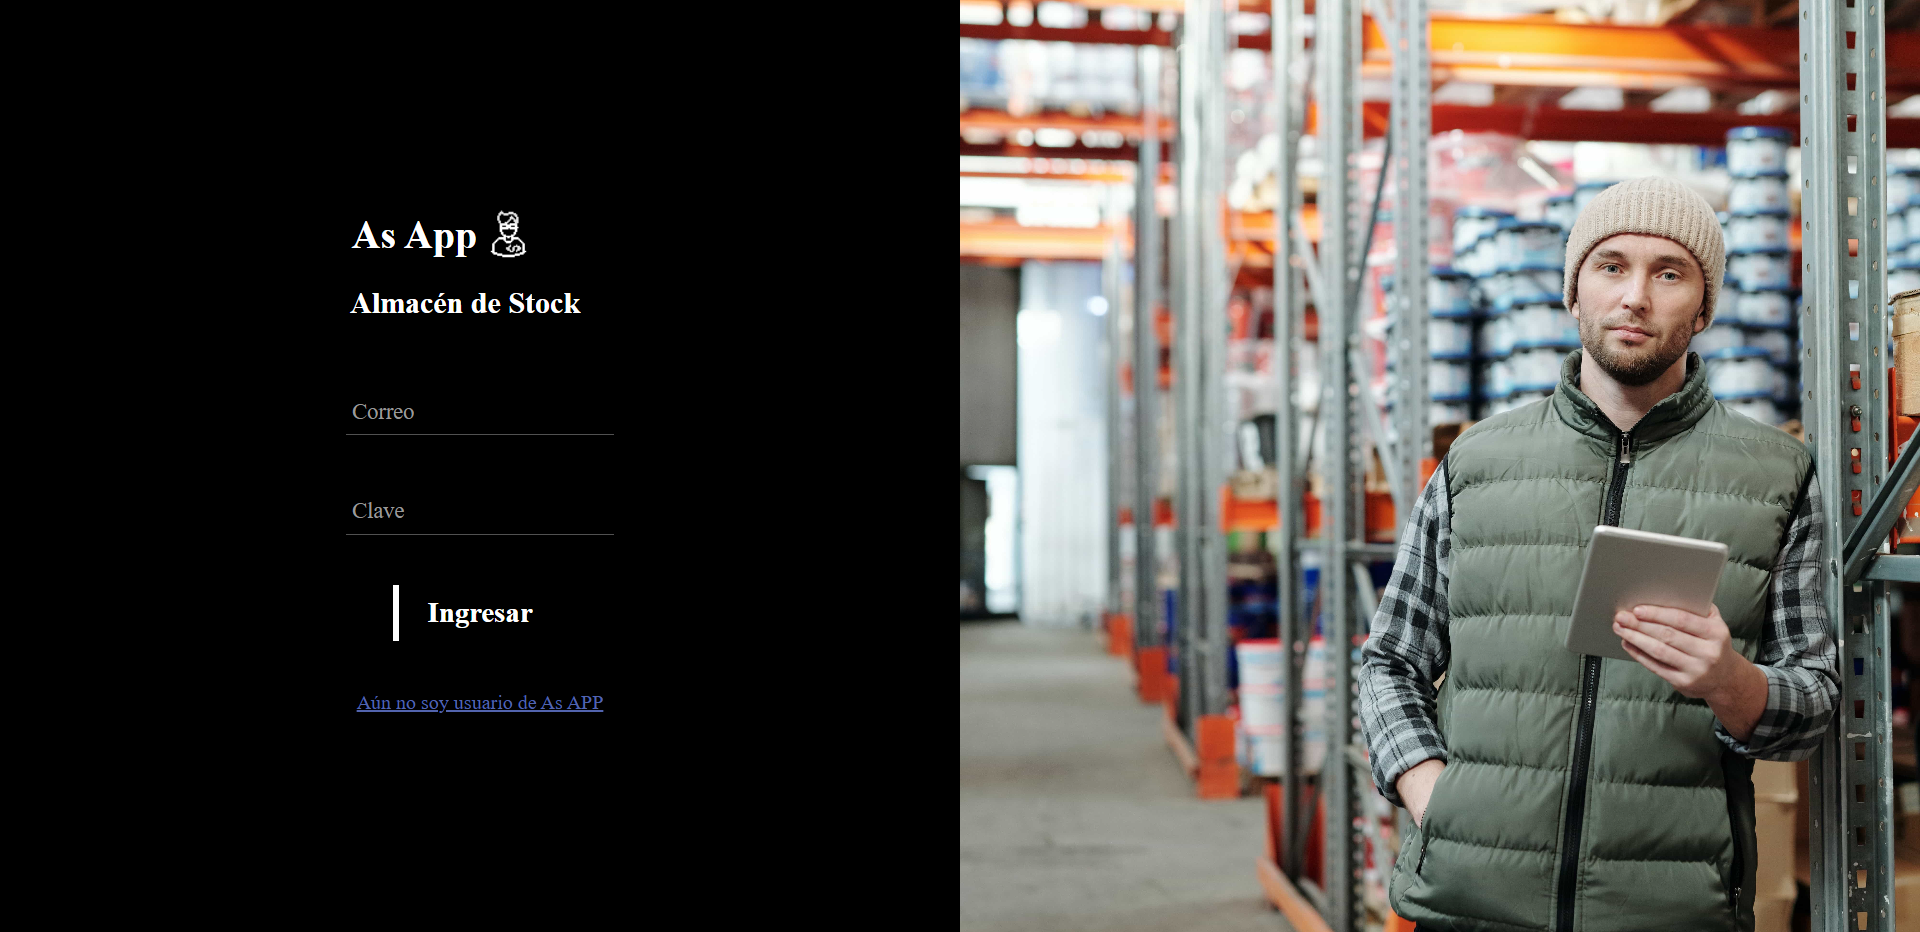 As App
Almacén de Stock
Correo
Clave
Ingresar
Aún no soy usuario de As APP